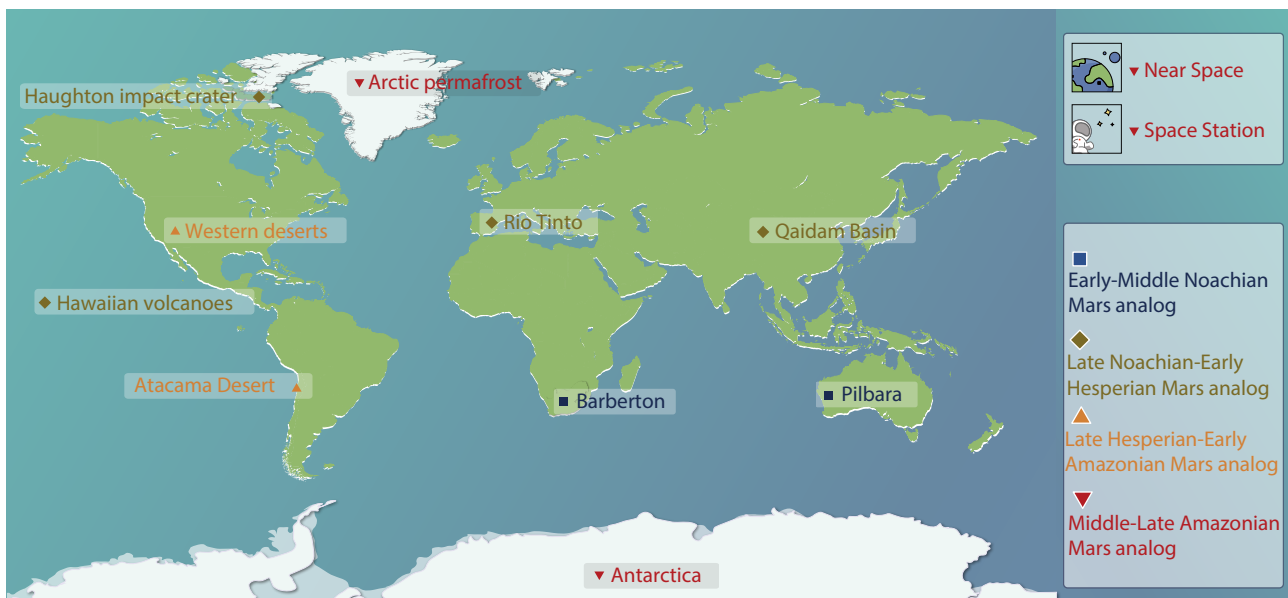 Arctic permafrost
Near Space
Haughton impact crater
Space Station
Western deserts
Rio Tinto
Qaidam Basin
Hawaiian volcanoes
Atacama Desert
Barberton
Pilbara
Antarctica
Early-Middle Noachian
Mars analog
Late Noachian-Early
Hesperian Mars analog
Late Hesperian-Early
Amazonian Mars analog
Middle-Late Amazonian
Mars analog